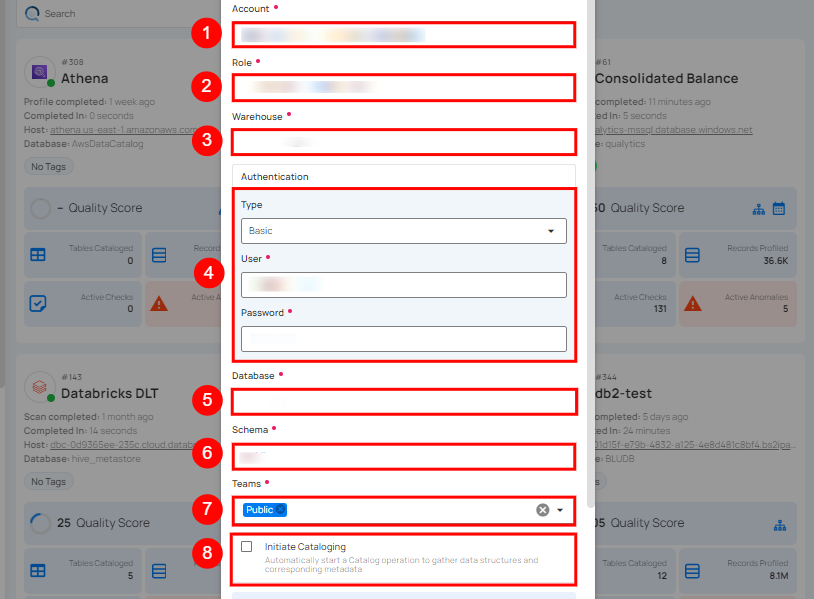 Search
#308
Athena
Profile completed: 1 week ago
Completed In: 0 seconds
Host: athena.us-east-1.amazonaws.com
Database: AwsDataCatalog
No Tags
– Quality Score
Tables Cataloged
0
Records
Active Checks
0
Active A
#143
Databricks DLT
Scan completed: 1 month ago
Completed In: 14 seconds
Host: dbc-0d9365ee-235c.cloud.datab
Database: hive_metastore
No Tags
25 Quality Score
Tables Cataloged
5
1
Account *
2
Role *
3
Warehouse *
Authentication
4
Type
Basic
User *
Password *
5
Database *
6
Schema *
7
Teams *
Public
8
Initiate Cataloging
Automatically start a Catalog operation to gather data structures and
corresponding metadata
#61
Consolidated Balance
completed: 11 minutes ago
ed In: 5 seconds
alytics-mssql.database.windows.net
e: qualytics
60 Quality Score
Tables Cataloged
8
Records Profiled
36.6K
Active Checks
131
Active Anomalies
5
#344
db2-test
ompleted: 5 days ago
ed In: 24 minutes
01d15f-e79b-4832-a125-4e8d481c8bf4.bs2ipa...
se: BLUDB
s
05 Quality Score
Tables Cataloged
12
Records Profiled
8.1M